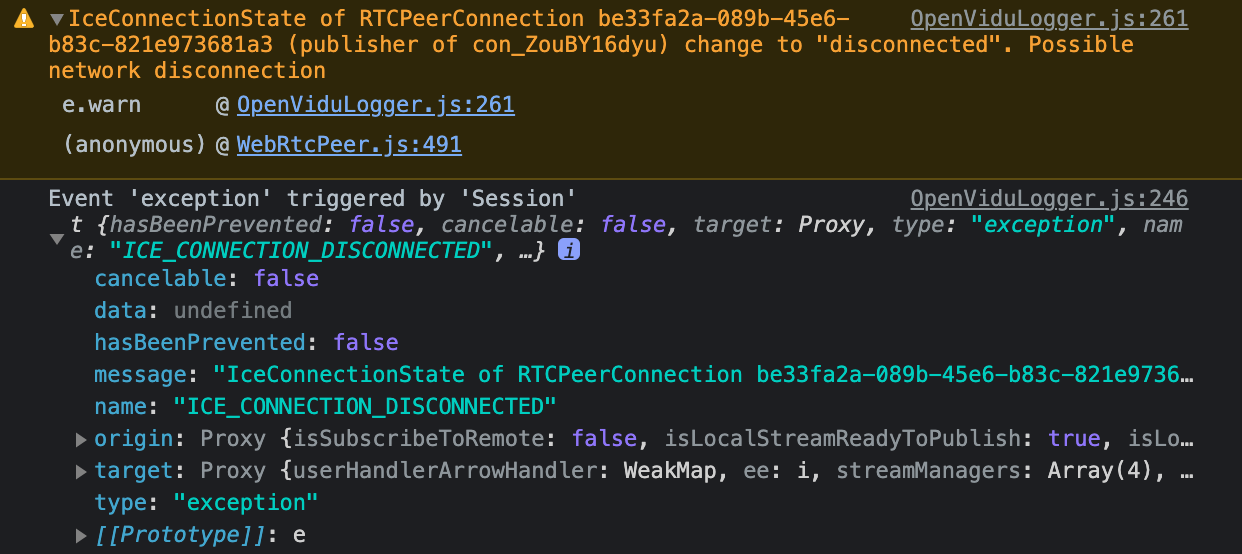 IceConnectionState of RTCPeerConnection be33fa2a-089b-45e6- OpenViduLogger.js:261
b83c-821e973681a3 (publisher of con_ZouBY16dyu) change to "disconnected". Possible
network disconnection
e.warn @ OpenViduLogger.js:261
(anonymous) @ WebRtcPeer.js:491
Event 'exception' triggered by 'Session' OpenViduLogger.js:246
t {hasBeenPrevented: false, cancelable: false, target: Proxy, type: "exception", nam
e: "ICE_CONNECTION_DISCONNECTED", …} i
cancelable: false
data: undefined
hasBeenPrevented: false
message: "IceConnectionState of RTCPeerConnection be33fa2a-089b-45e6-b83c-821e9736…
name: "ICE_CONNECTION_DISCONNECTED"
origin: Proxy {isSubscribeToRemote: false, isLocalStreamReadyToPublish: true, isLo…
target: Proxy {userHandlerArrowHandler: WeakMap, ee: i, streamManagers: Array(4), …
type: "exception"
[[Prototype]]: e